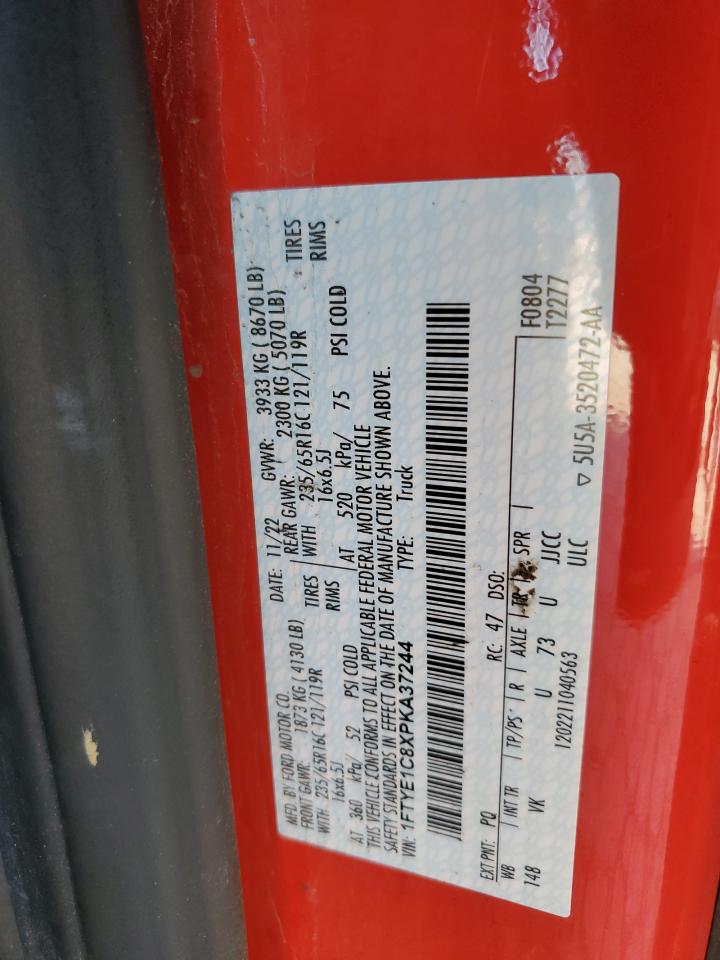 MFD. BY FORD MOTOR CO.
DATE: 11/22 GVWR: 3933 KG ( 8670 LB)
FRONT GAWR: 1873 KG ( 4130 LB)
REAR GAWR: 2300 KG ( 5070 LB)
WITH 235/65R16C 121/119R TIRES
WITH 235/65R16C 121/119R TIRES
16x6.5J RIMS
16x6.5J RIMS
AT 360 kPa/ 52 PSI COLD
AT 520 kPa/ 75 PSI COLD
THIS VEHICLE CONFORMS TO ALL APPLICABLE FEDERAL MOTOR VEHICLE
SAFETY STANDARDS IN EFFECT ON THE DATE OF MANUFACTURE SHOWN ABOVE.
VIN: 1FTYE1C8XPKA37244 TYPE: Truck
EXT PNT: PQ RC: 47 DSO:
WB INT TR TP/PS R AXLE TR SPR
F0804
T2277
148 VK U 73 U JJCC
1202211040563 ULC
▽ 5U5A-3520472-AA